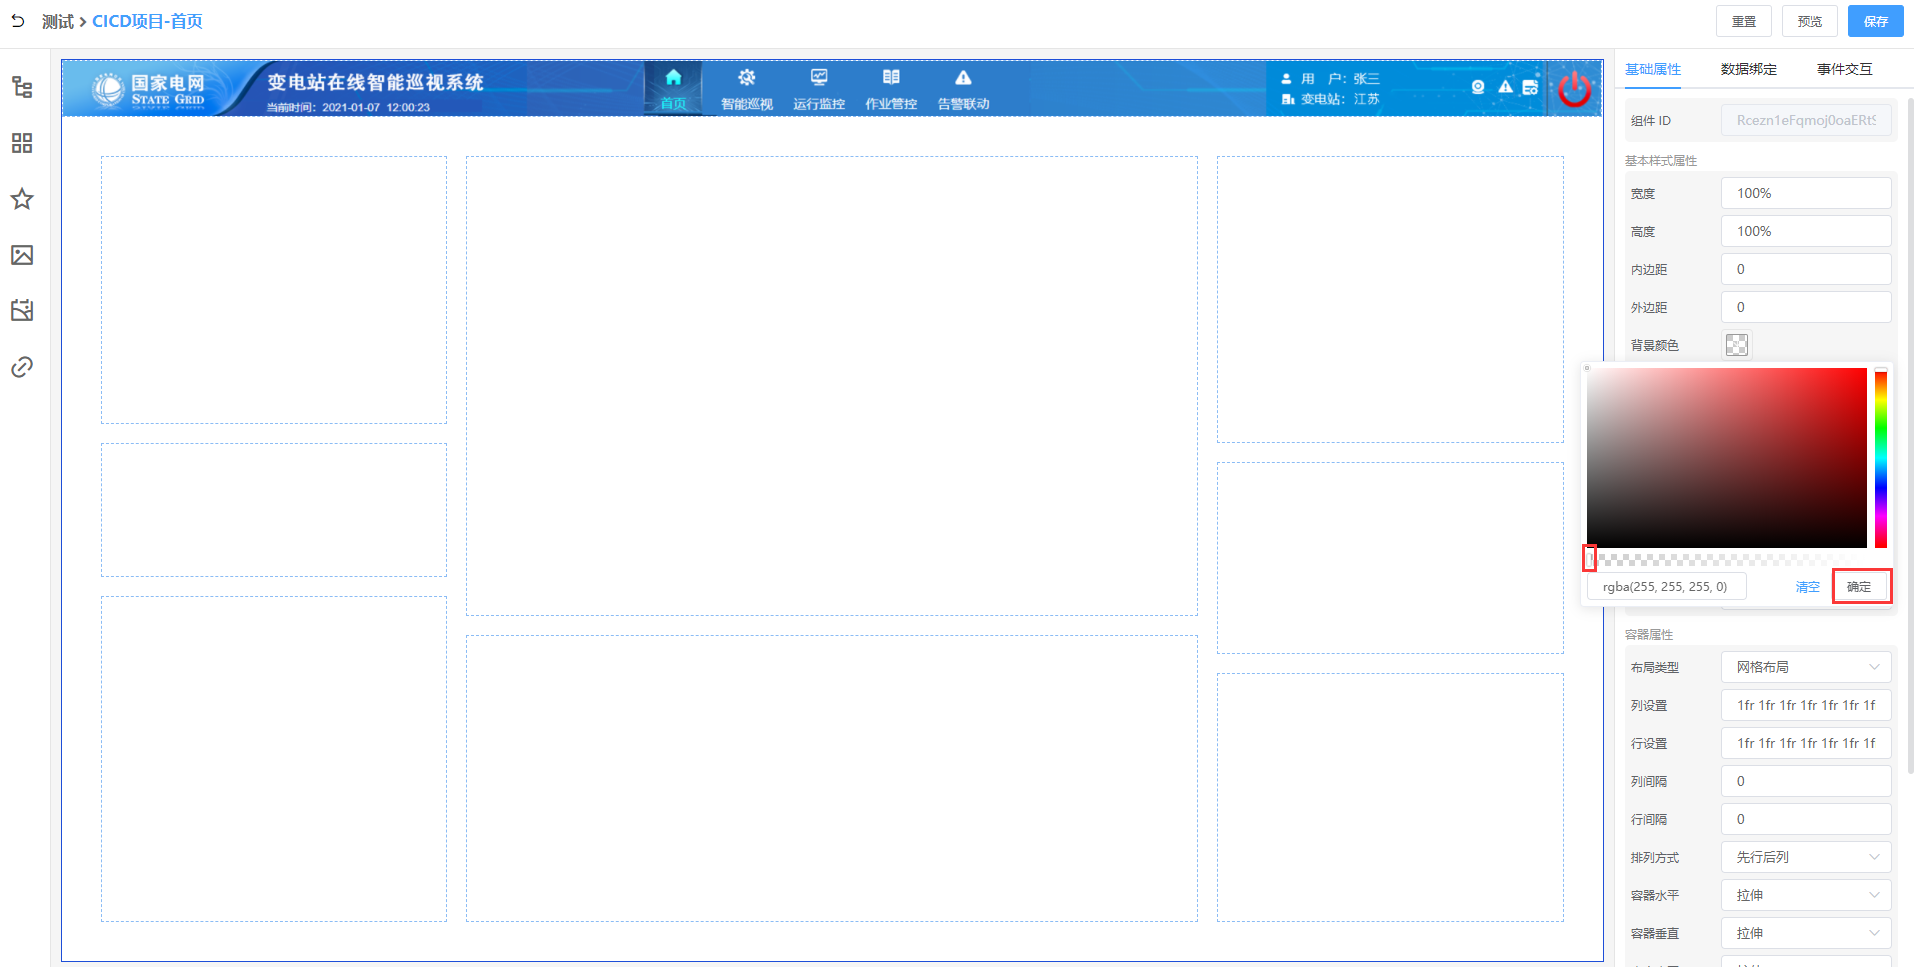 测试 > CICD项目-首页
重置 预览 保存
国家电网
STATE GRID
变电站在线智能巡视系统
当前时间：2021-01-07 12:00:23
首页 智能巡视 运行监控 作业管控 告警联动
用 户：张三
变电站：江苏
基础属性 数据绑定 事件交互
组件 ID Rcezn1eFqmoj0oaERtS
基本样式属性
宽度 100%
高度 100%
内边距 0
外边距 0
背景颜色
rgba(255, 255, 255, 0) 清空 确定
容器属性
布局类型 网格布局
列设置 1fr 1fr 1fr 1fr 1fr 1fr 1f
行设置 1fr 1fr 1fr 1fr 1fr 1fr 1f
列间隔 0
行间隔 0
排列方式 先行后列
容器水平 拉伸
容器垂直 拉伸